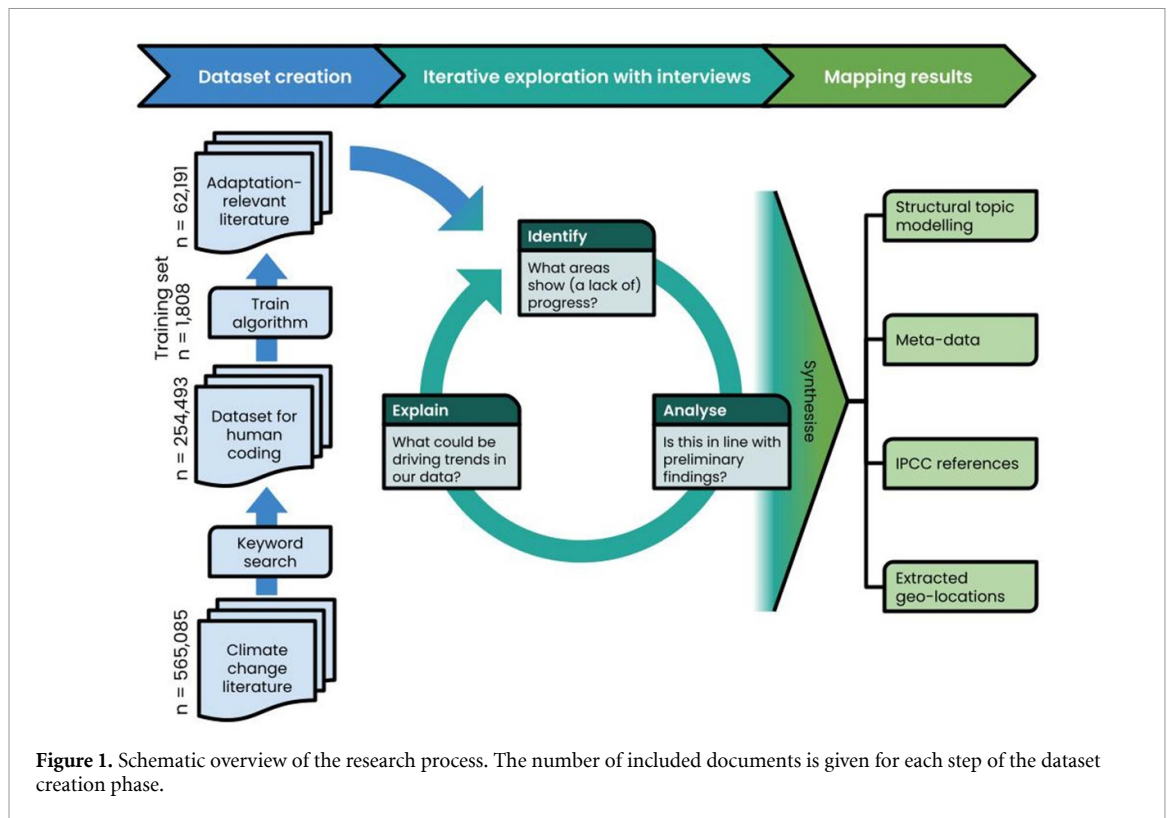 Dataset creation
Iterative exploration with interviews
Mapping results
n = 62,191
Adaptation-
relevant
literature
Training set
n = 1,808
Train
algorithm
n = 254,493
Dataset for
human
coding
Keyword
search
n = 565,085
Climate
change
literature
Identify
What areas
show (a lack of)
progress?
Explain
What could be
driving trends in
our data?
Analyse
Is this in line with
preliminary
findings?
Synthesise
Structural topic
modelling
Meta-data
IPCC references
Extracted
geo-locations
Figure 1. Schematic overview of the research process. The number of included documents is given for each step of the dataset
creation phase.